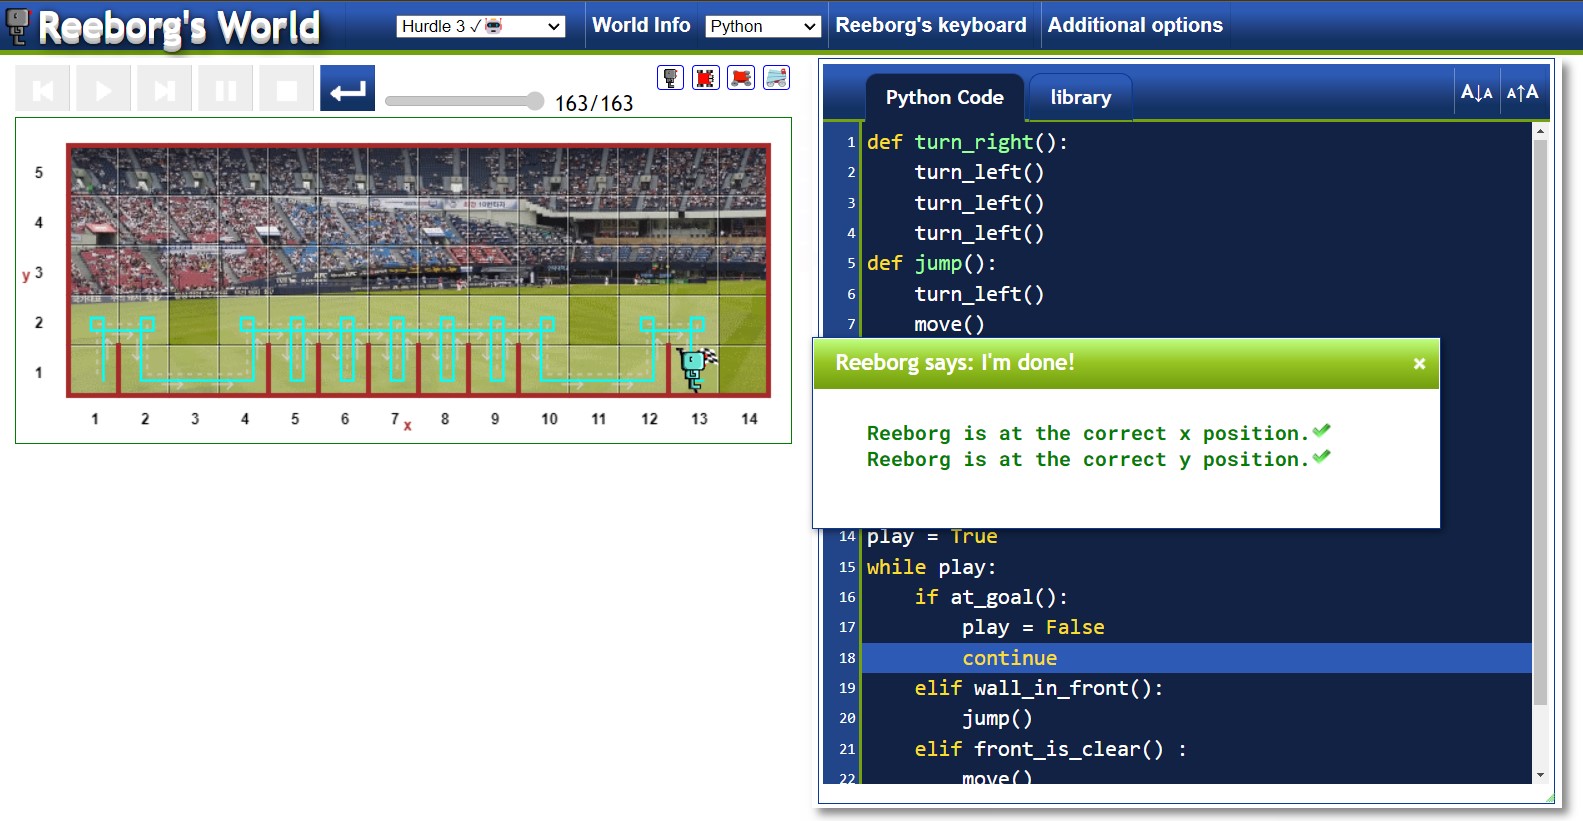 Reeborg's World
Hurdle 3 ✓
World Info
Python
Reeborg's keyboard
Additional options
163/163
5
4
y 3
2
1
1 2 3 4 5 6 7 x 8 9 10 11 12 13 14
Python Code
library
A↓A A↑A
1 def turn_right():
2     turn_left()
3     turn_left()
4     turn_left()
5 def jump():
6     turn_left()
7     move()
Reeborg says: I'm done!
×
Reeborg is at the correct x position.
Reeborg is at the correct y position.
14 play = True
15 while play:
16     if at_goal():
17         play = False
18         continue
19     elif wall_in_front():
20         jump()
21     elif front_is_clear() :
22         move()